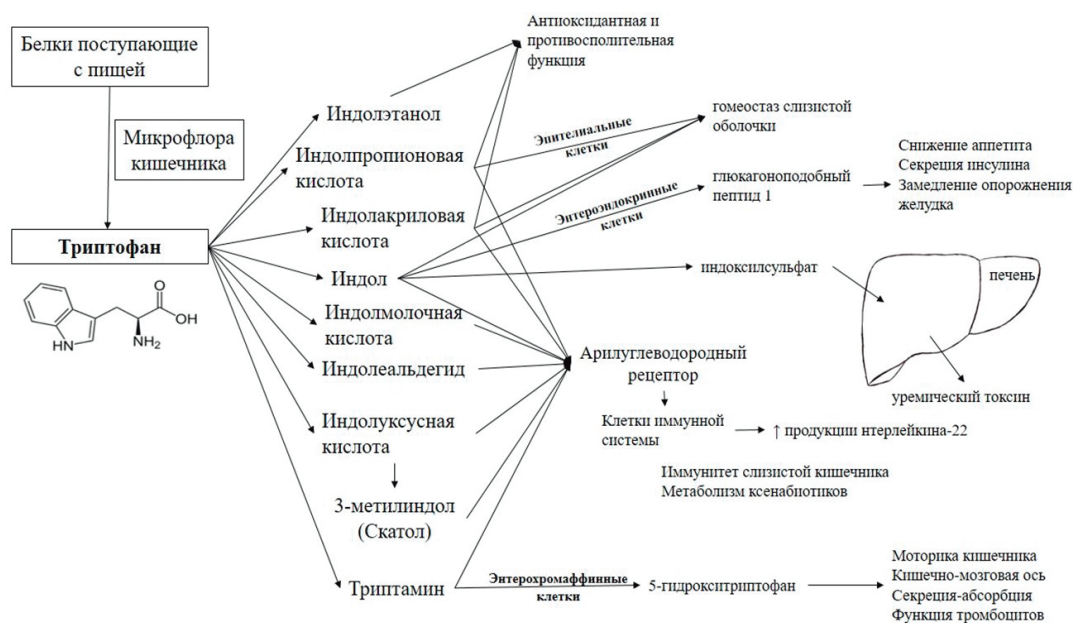 Белки поступающие
с пищей
Микрофлора
кишечника
Триптофан
O
OH
NH₂
HN
Индолэтанол
Индолпропионовая
кислота
Индолакриловая
кислота
Индол
Индолмолочная
кислота
Индолеальдегид
Индолуксусная
кислота
3-метилиндол
(Скатол)
Триптамин
Антиоксидантная и
противосполительная
функция
Эпителиальные
клетки
гомеостаз слизистой
оболочки
Энтероэндокринные
клетки
глюкагоноподобный
пептид 1
Снижение аппетита
Секреция инсулина
Замедление опорожнения
желудка
индоксилсульфат
печень
уремический токсин
Арилуглеводородный
рецептор
Клетки иммунной
системы
↑ продукции нтерлейкина-22
Иммунитет слизистой кишечника
Метаболизм ксенабиотиков
Энтерохромаффинные
клетки
5-гидрокситриптофан
Моторика кишечника
Кишечно-мозговая ось
Секреция-абсорбция
Функция тромбоцитов